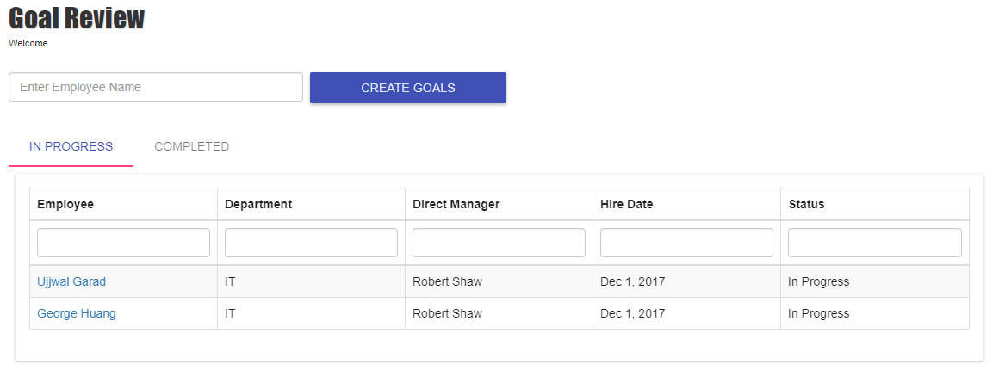 Goal Review
Welcome
Enter Employee Name CREATE GOALS
IN PROGRESS COMPLETED
Employee Department Direct Manager Hire Date Status
Ujjwal Garad IT Robert Shaw Dec 1, 2017 In Progress
George Huang IT Robert Shaw Dec 1, 2017 In Progress